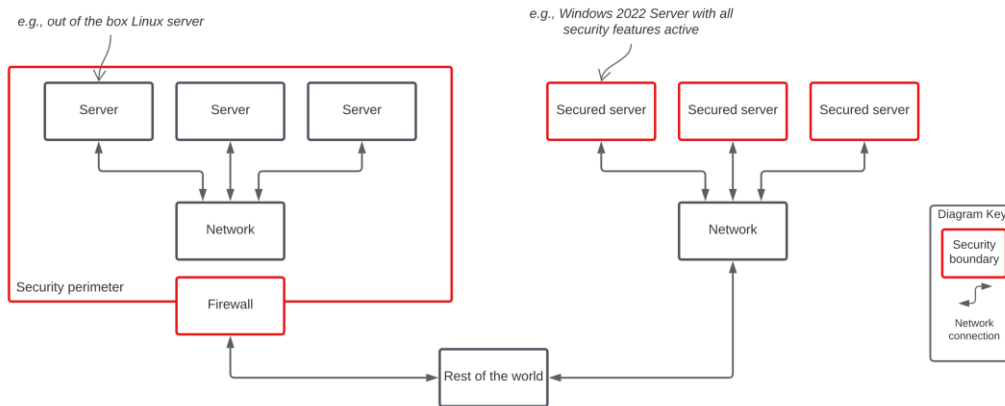 e.g., out of the box Linux server
e.g., Windows 2022 Server with all
security features active
Server
Server
Server
Secured server
Secured server
Secured server
Network
Network
Diagram Key
Security
boundary
Network
connection
Security perimeter
Firewall
Rest of the world